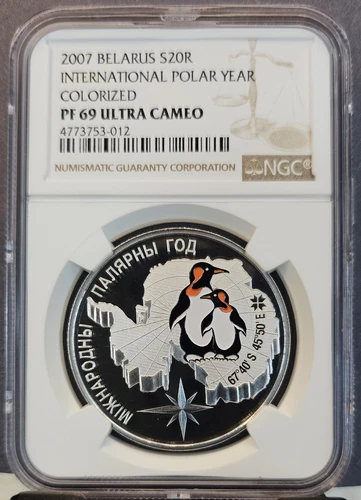 2007 BELARUS S20R
INTERNATIONAL POLAR YEAR
COLORIZED
PF 69 ULTRA CAMEO
4773753-012
NUMISMATIC GUARANTY CORPORATION
NGC®
МІЖНАРОДНЫ ПАЛЯРНЫ ГОД
67°40'S 45°50'E